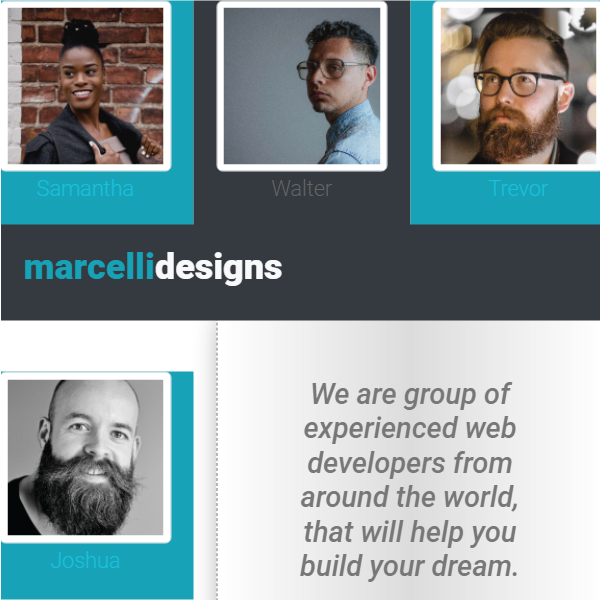 Samantha
Walter
Trevor
marcellidesigns
We are group of
experienced web
developers from
around the world,
that will help you
build your dream.
Joshua